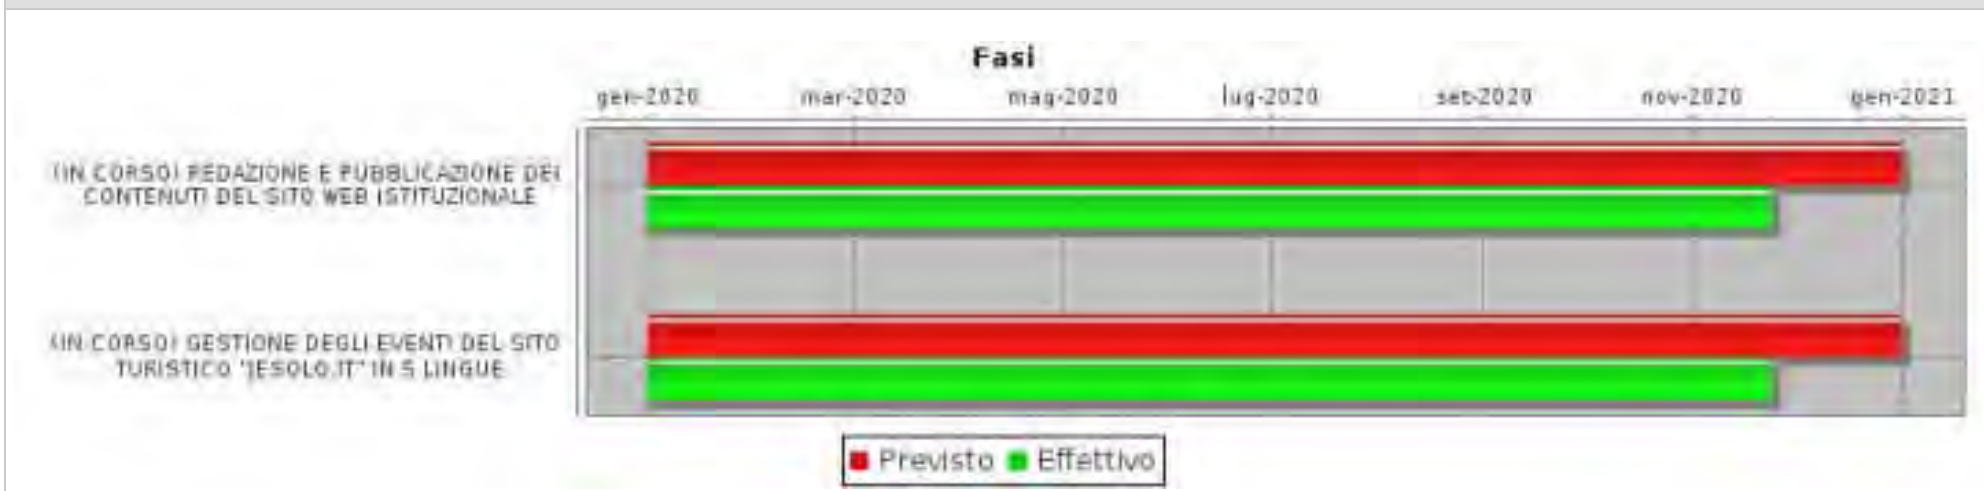 Fasi
gen-2020 mar-2020 mag-2020 lug-2020 set-2020 nov-2020 gen-2021
(IN CORSO) REDAZIONE E PUBBLICAZIONE DEI
CONTENUTI DEL SITO WEB ISTITUZIONALE
(IN CORSO) GESTIONE DEGLI EVENTI DEL SITO
TURISTICO "JESOLO.IT" IN 5 LINGUE
Previsto Effettivo